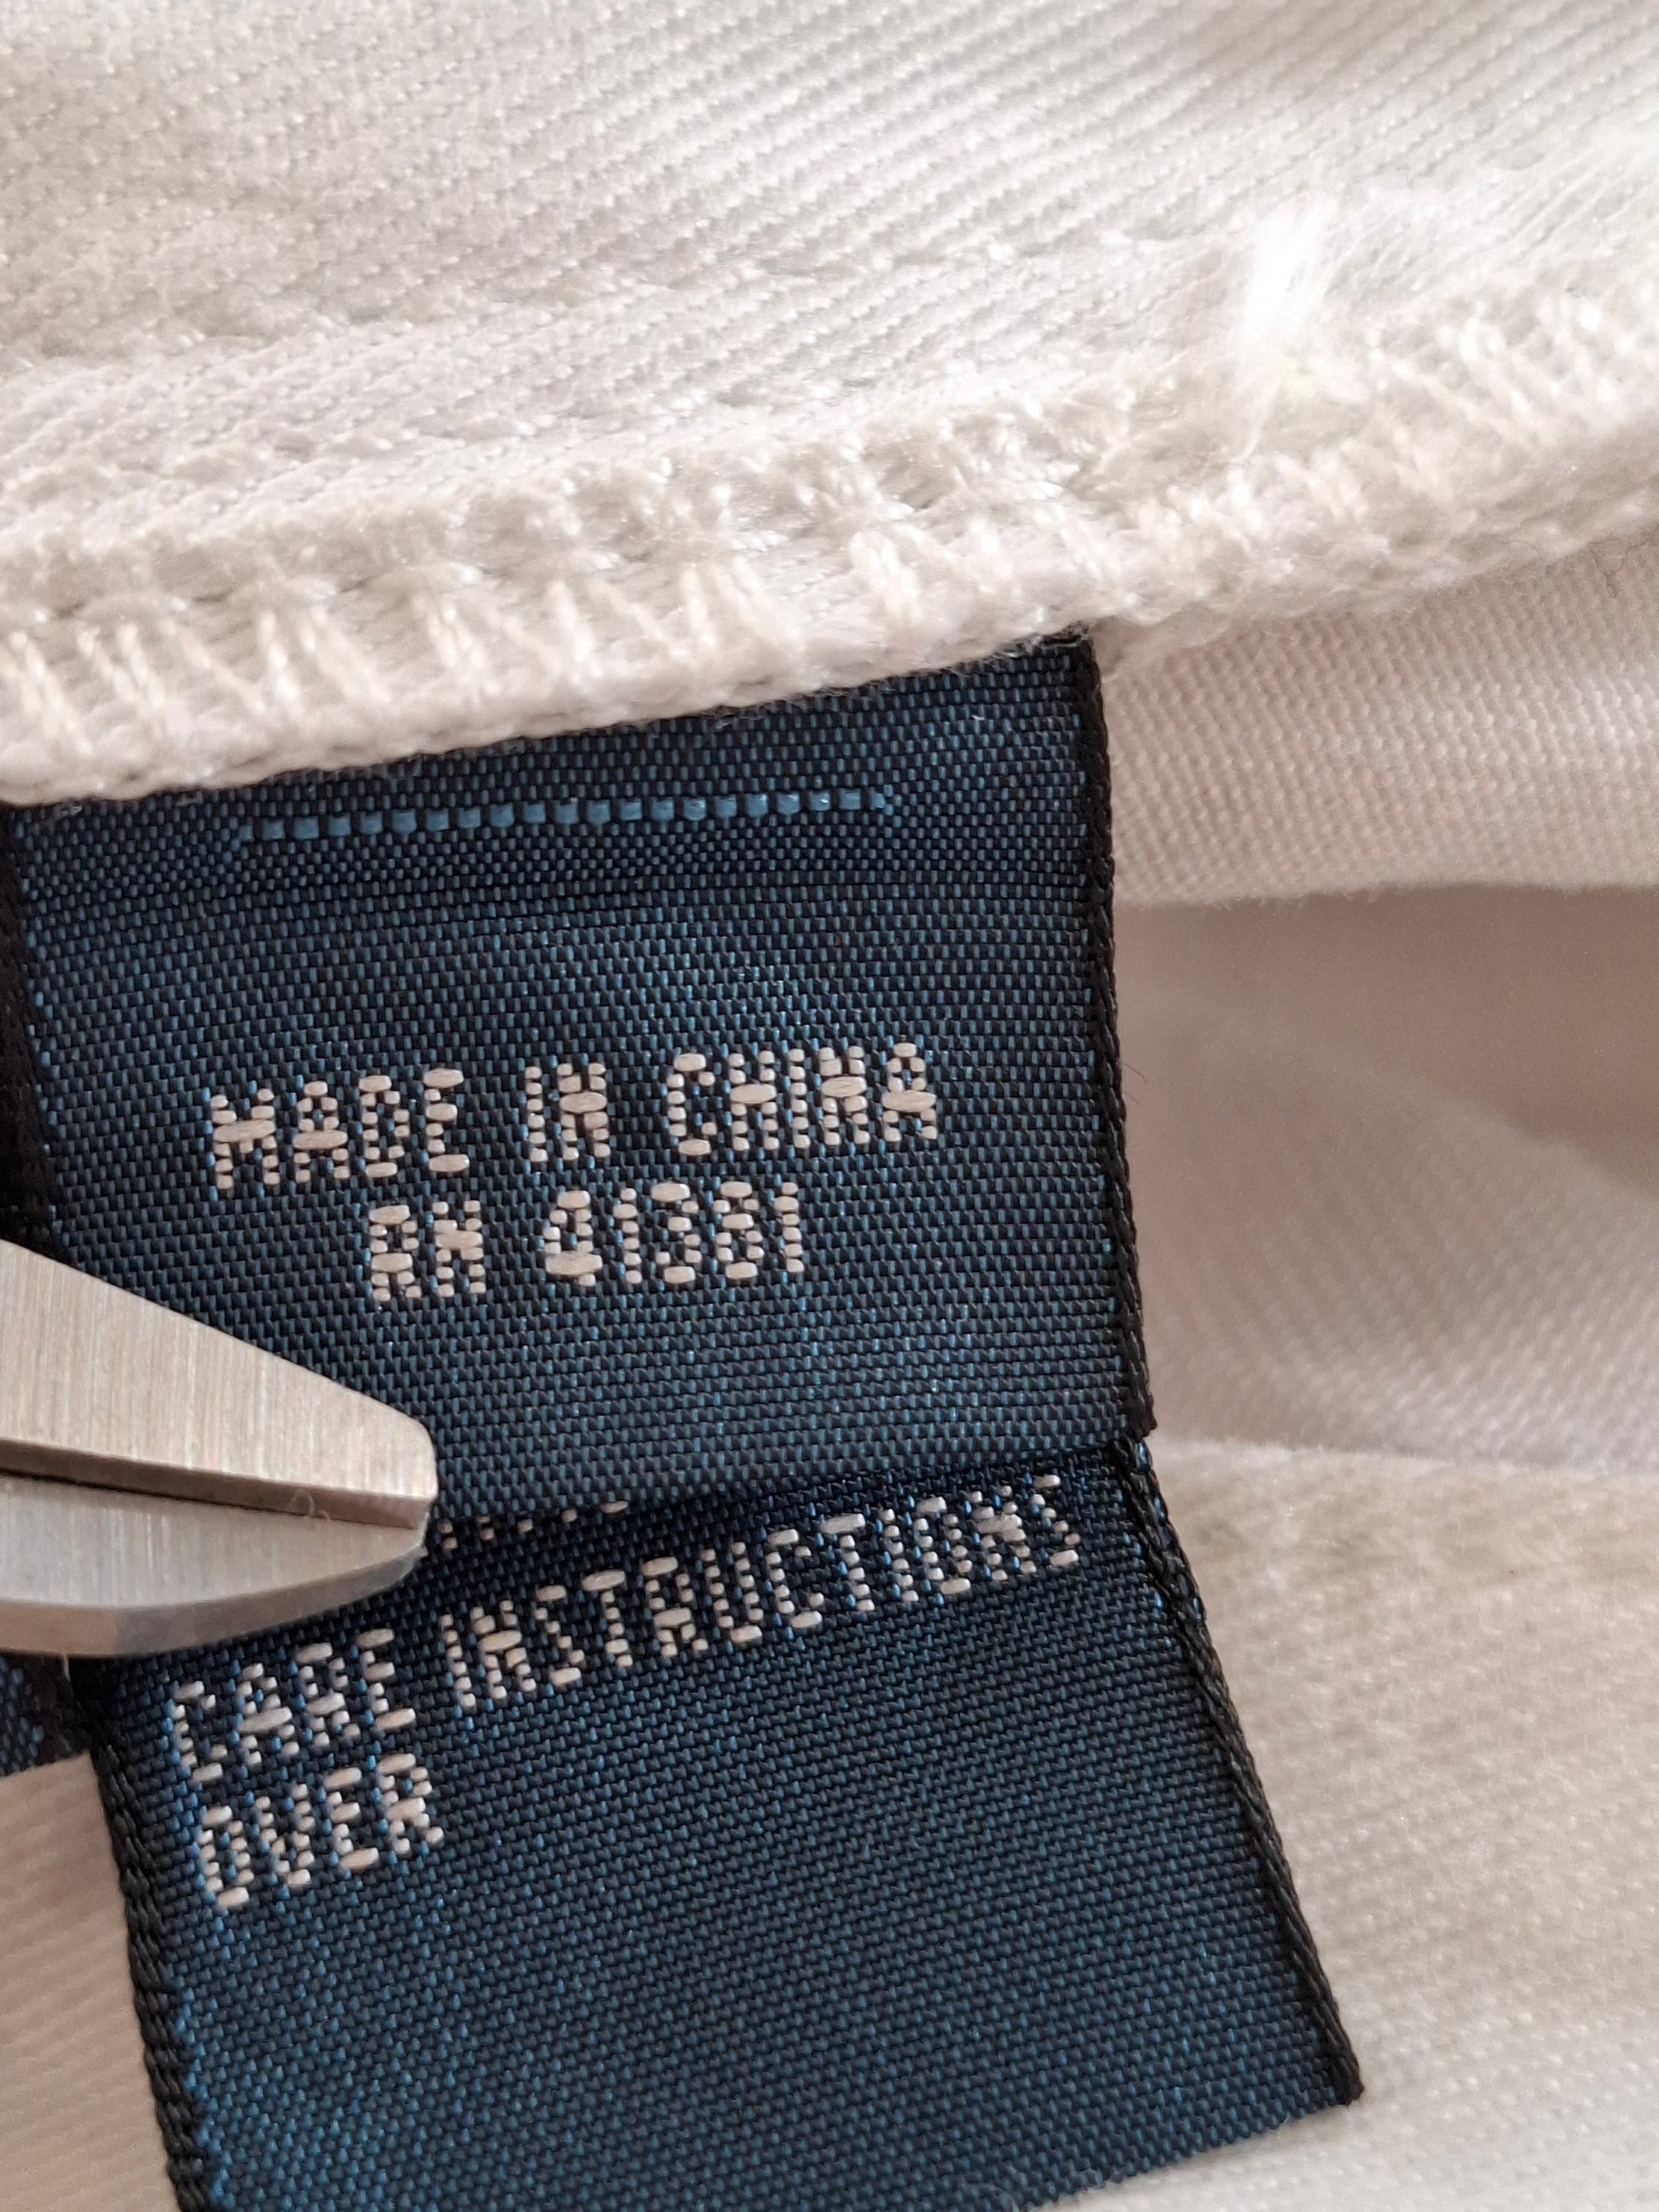 MADE IN CHINA
RN 41381
CARE INSTRUCTIONS
OVER